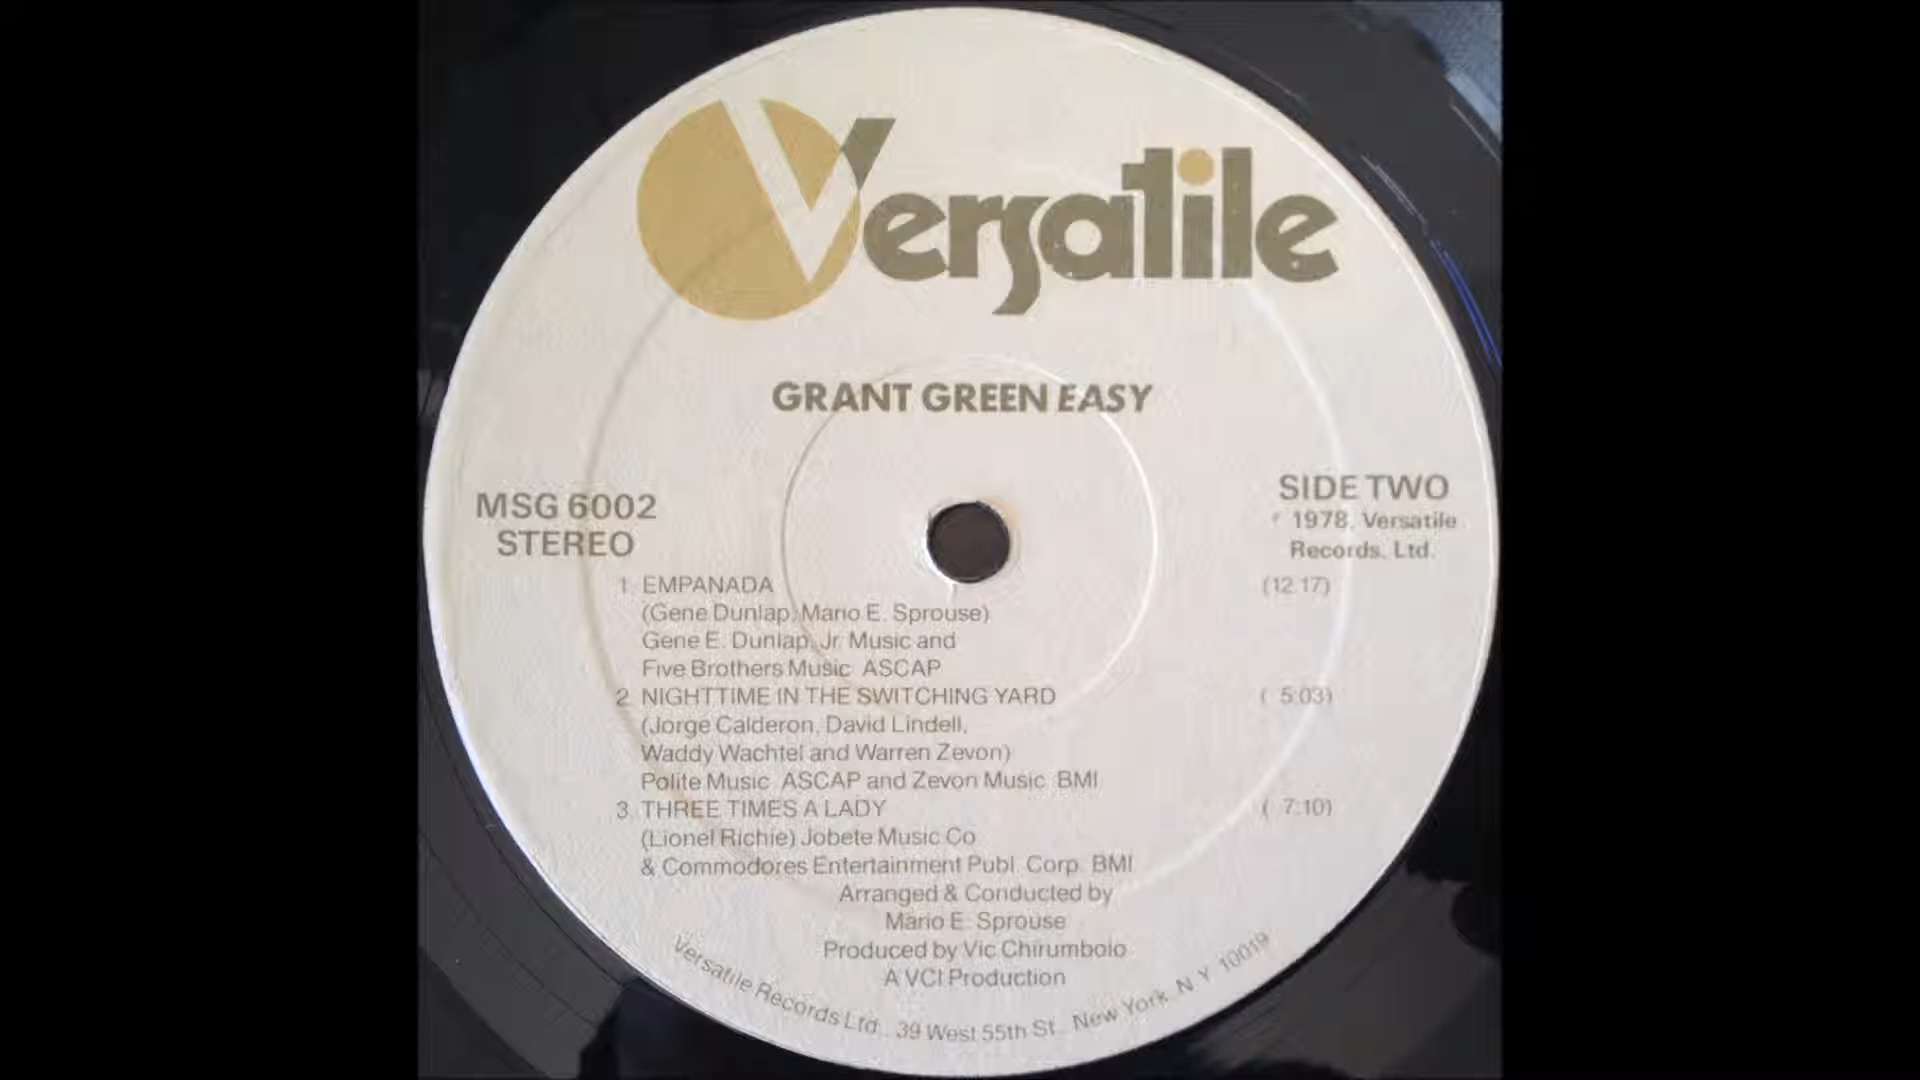 Versatile
GRANT GREEN EASY
MSG 6002
STEREO
SIDE TWO
1978, Versatile
Records, Ltd.
1. EMPANADA (12:17)
(Gene Dunlap, Mario E. Sprouse)
Gene E. Dunlap, Jr. Music and
Five Brothers Music ASCAP
2. NIGHTTIME IN THE SWITCHING YARD ( 5:03)
(Jorge Calderon, David Lindell,
Waddy Wachtel and Warren Zevon)
Polite Music ASCAP and Zevon Music BMI
3. THREE TIMES A LADY ( 7:10)
(Lionel Richie) Jobete Music Co
& Commodores Entertainment Publ. Corp. BMI
Arranged & Conducted by
Mario E. Sprouse
Produced by Vic Chirumbolo
A VCI Production
Versatile Records Ltd., 39 West 55th St., New York, N.Y. 10019